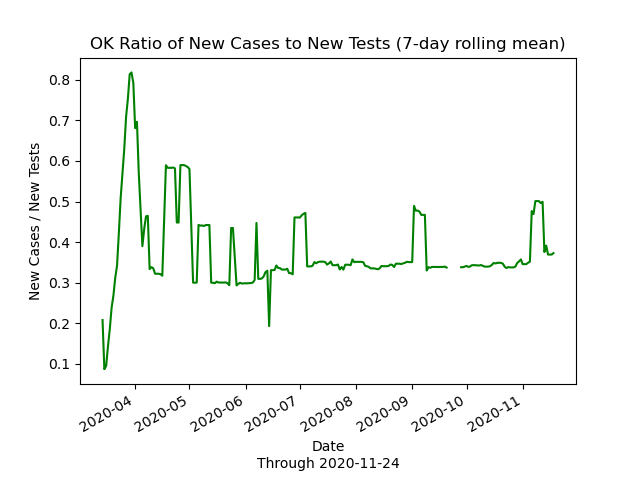 OK Ratio of New Cases to New Tests (7-day rolling mean)
New Cases / New Tests
0.8
0.7
0.6
0.5
0.4
0.3
0.2
0.1
2020-04 2020-05 2020-06 2020-07 2020-08 2020-09 2020-10 2020-11
Date
Through 2020-11-24